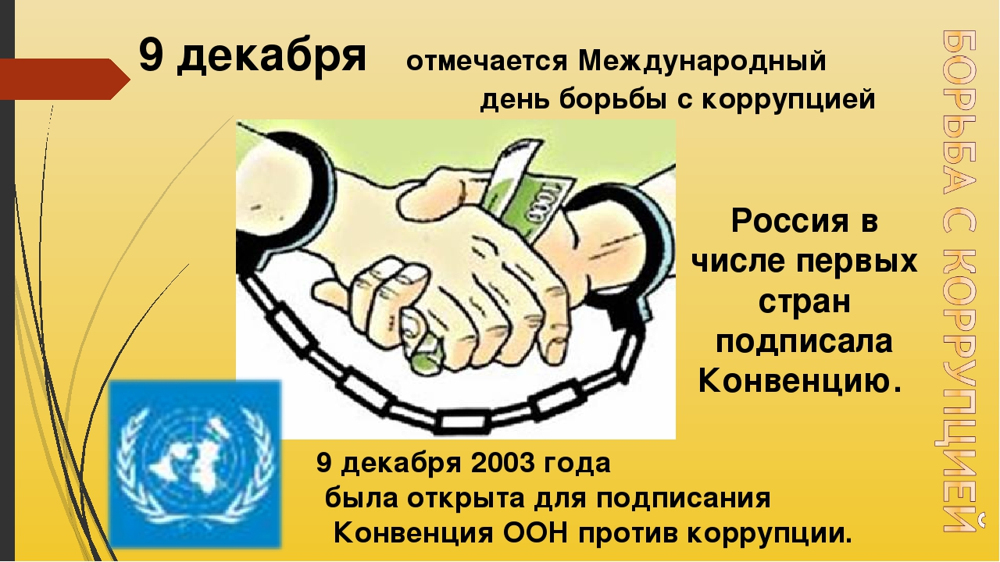 9 декабря отмечается Международный
день борьбы с коррупцией
Россия в
числе первых
стран
подписала
Конвенцию.
1000
9 декабря 2003 года
была открыта для подписания
Конвенция ООН против коррупции.
БОРЬБА С КОРРУПЦИЕЙ